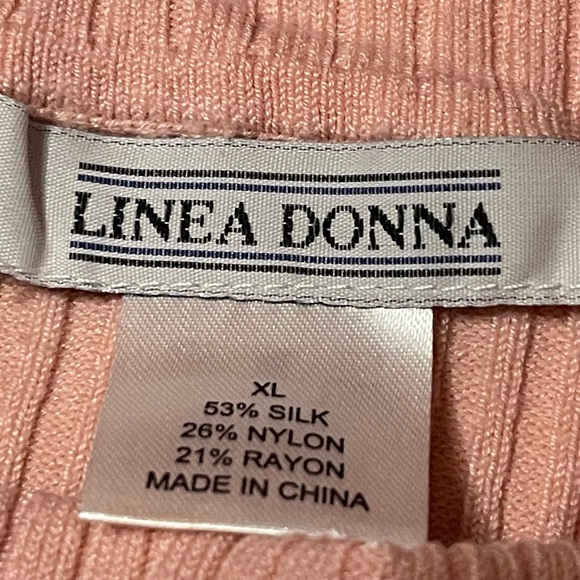 LINEA DONNA
XL
53% SILK
26% NYLON
21% RAYON
MADE IN CHINA